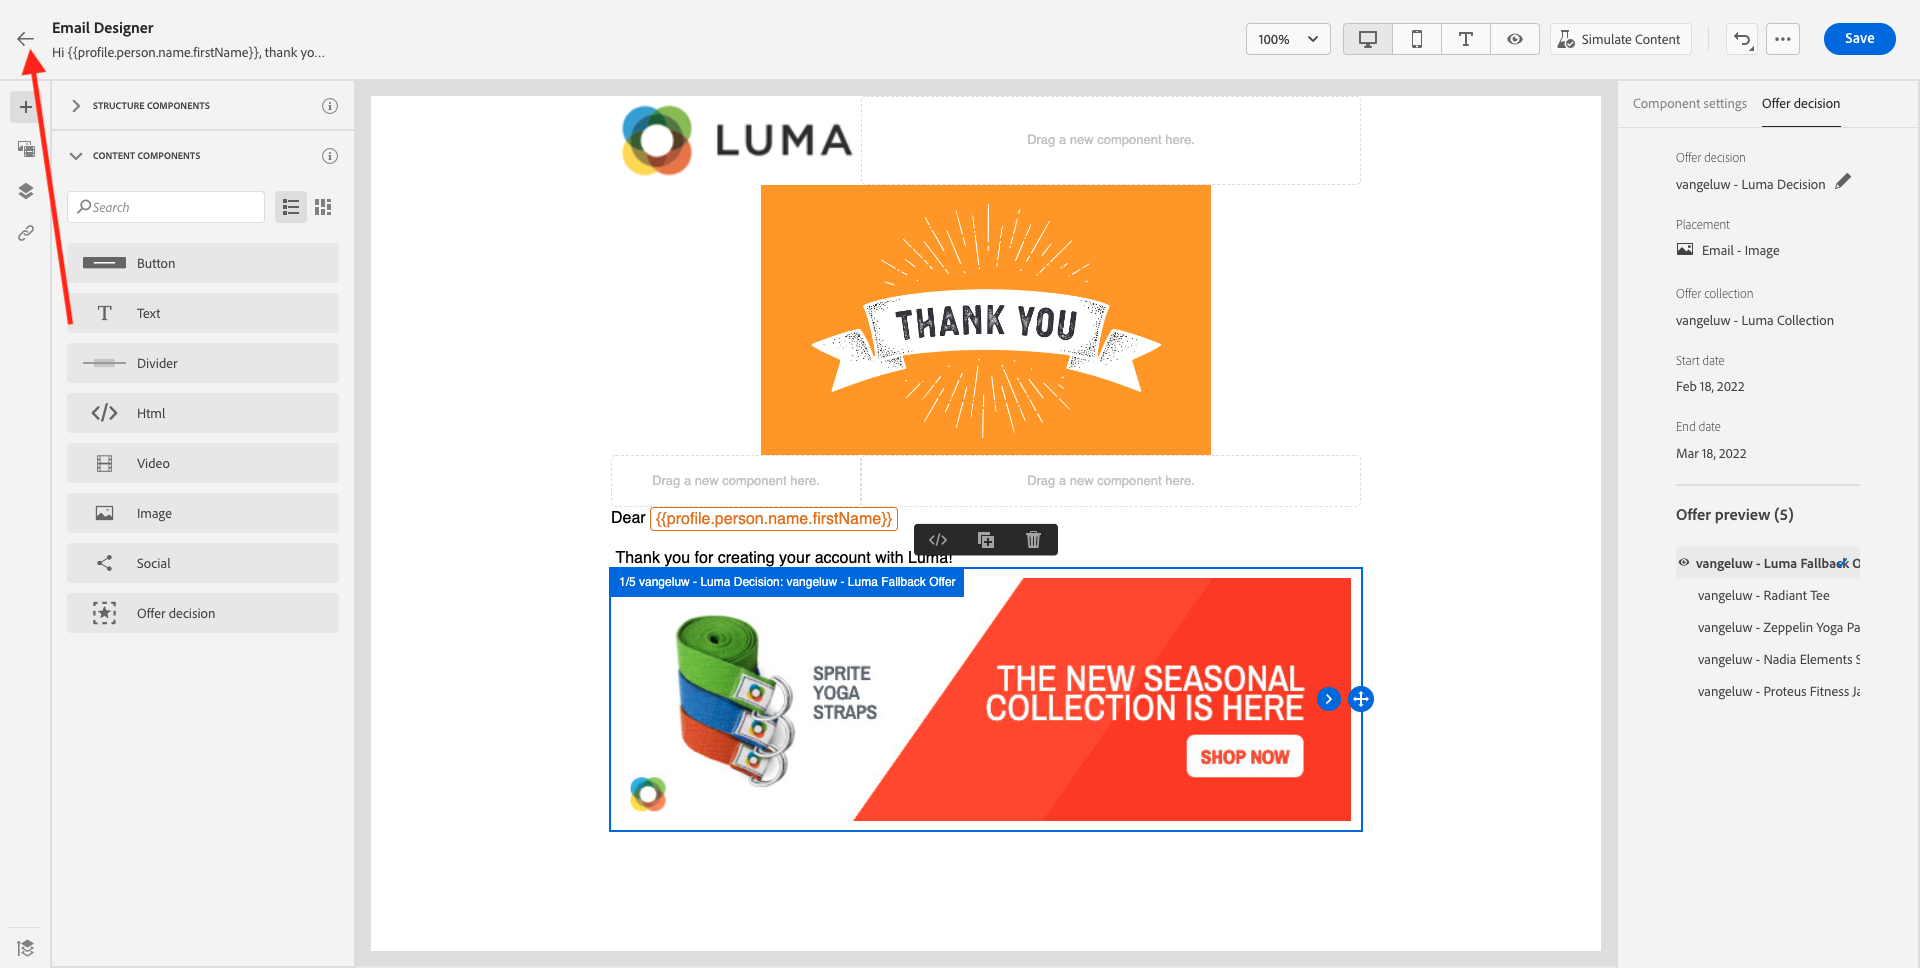 Email Designer
Hi {{profile.person.name.firstName}}, thank yo...
100%
Simulate Content
Save
STRUCTURE COMPONENTS
CONTENT COMPONENTS
Search
Button
Text
Divider
Html
Video
Image
Social
Offer decision
LUMA
Drag a new component here.
THANK YOU
Drag a new component here.
Drag a new component here.
Dear {{profile.person.name.firstName}}
Thank you for creating your account with Luma!
1/5 vangeluw - Luma Decision: vangeluw - Luma Fallback Offer
SPRITE
YOGA
STRAPS
THE NEW SEASONAL
COLLECTION IS HERE
SHOP NOW
Component settings
Offer decision
Offer decision
vangeluw - Luma Decision
Placement
Email - Image
Offer collection
vangeluw - Luma Collection
Start date
Feb 18, 2022
End date
Mar 18, 2022
Offer preview (5)
vangeluw - Luma Fallback O
vangeluw - Radiant Tee
vangeluw - Zeppelin Yoga Pa
vangeluw - Nadia Elements S
vangeluw - Proteus Fitness Ja